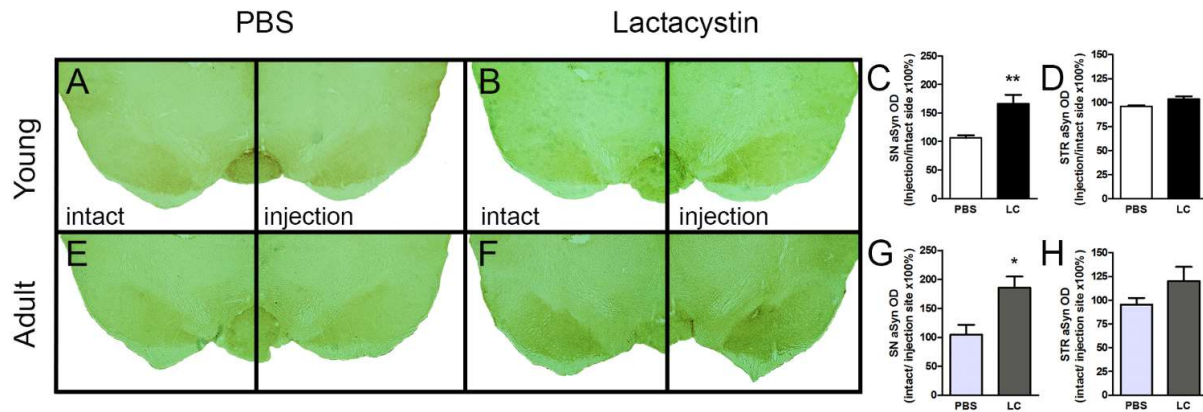 PBS
Lactacystin
Young
A
intact
injection
B
intact
injection
C
SN aSyn OD
(Injection/intact side x100%)
250
200
150
100
50
0
**
PBS
LC
D
STR aSyn OD
(Injection/intact side x100%)
150
125
100
75
50
25
0
PBS
LC
Adult
E
F
G
SN aSyn OD
(intact/ injection site x100%)
250
200
150
100
50
0
*
PBS
LC
H
STR aSyn OD
(intact/ injection site x100%)
150
125
100
75
50
25
0
PBS
LC